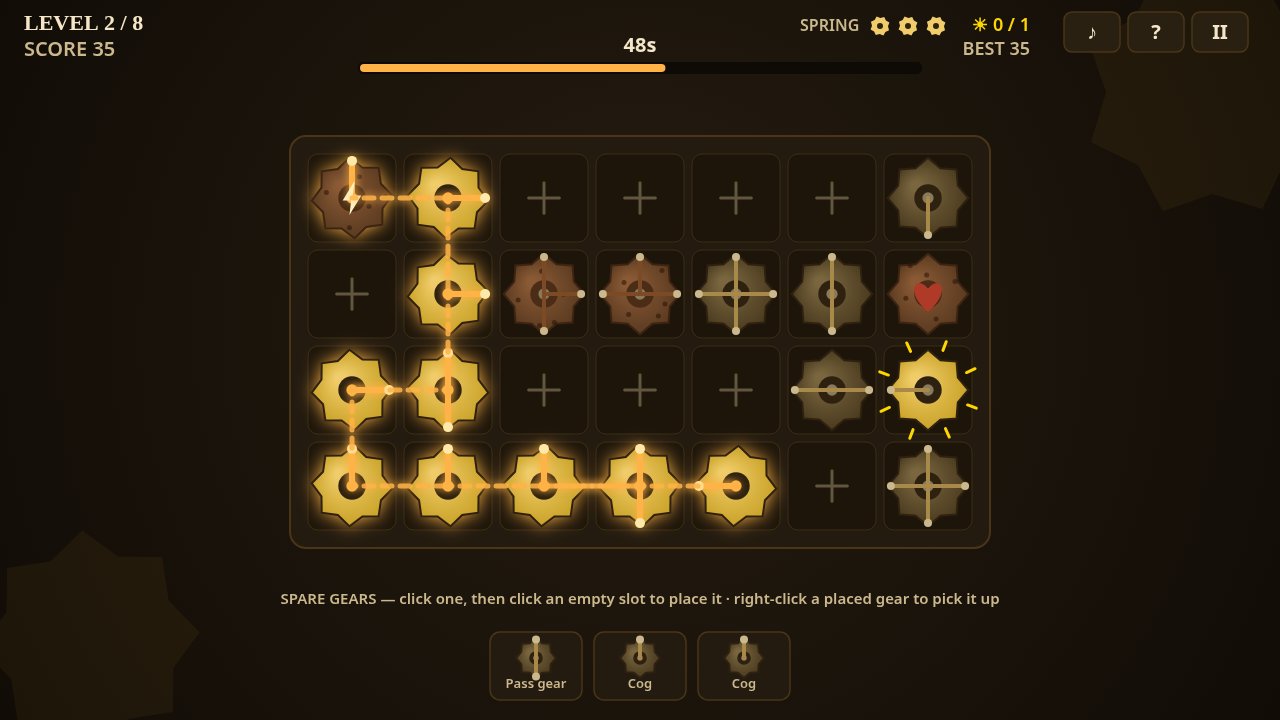 LEVEL 2 / 8
SCORE 35
48s
SPRING
☀ 0 / 1
BEST 35
♪
?
II
SPARE GEARS — click one, then click an empty slot to place it · right-click a placed gear to pick it up
Pass gear
Cog
Cog